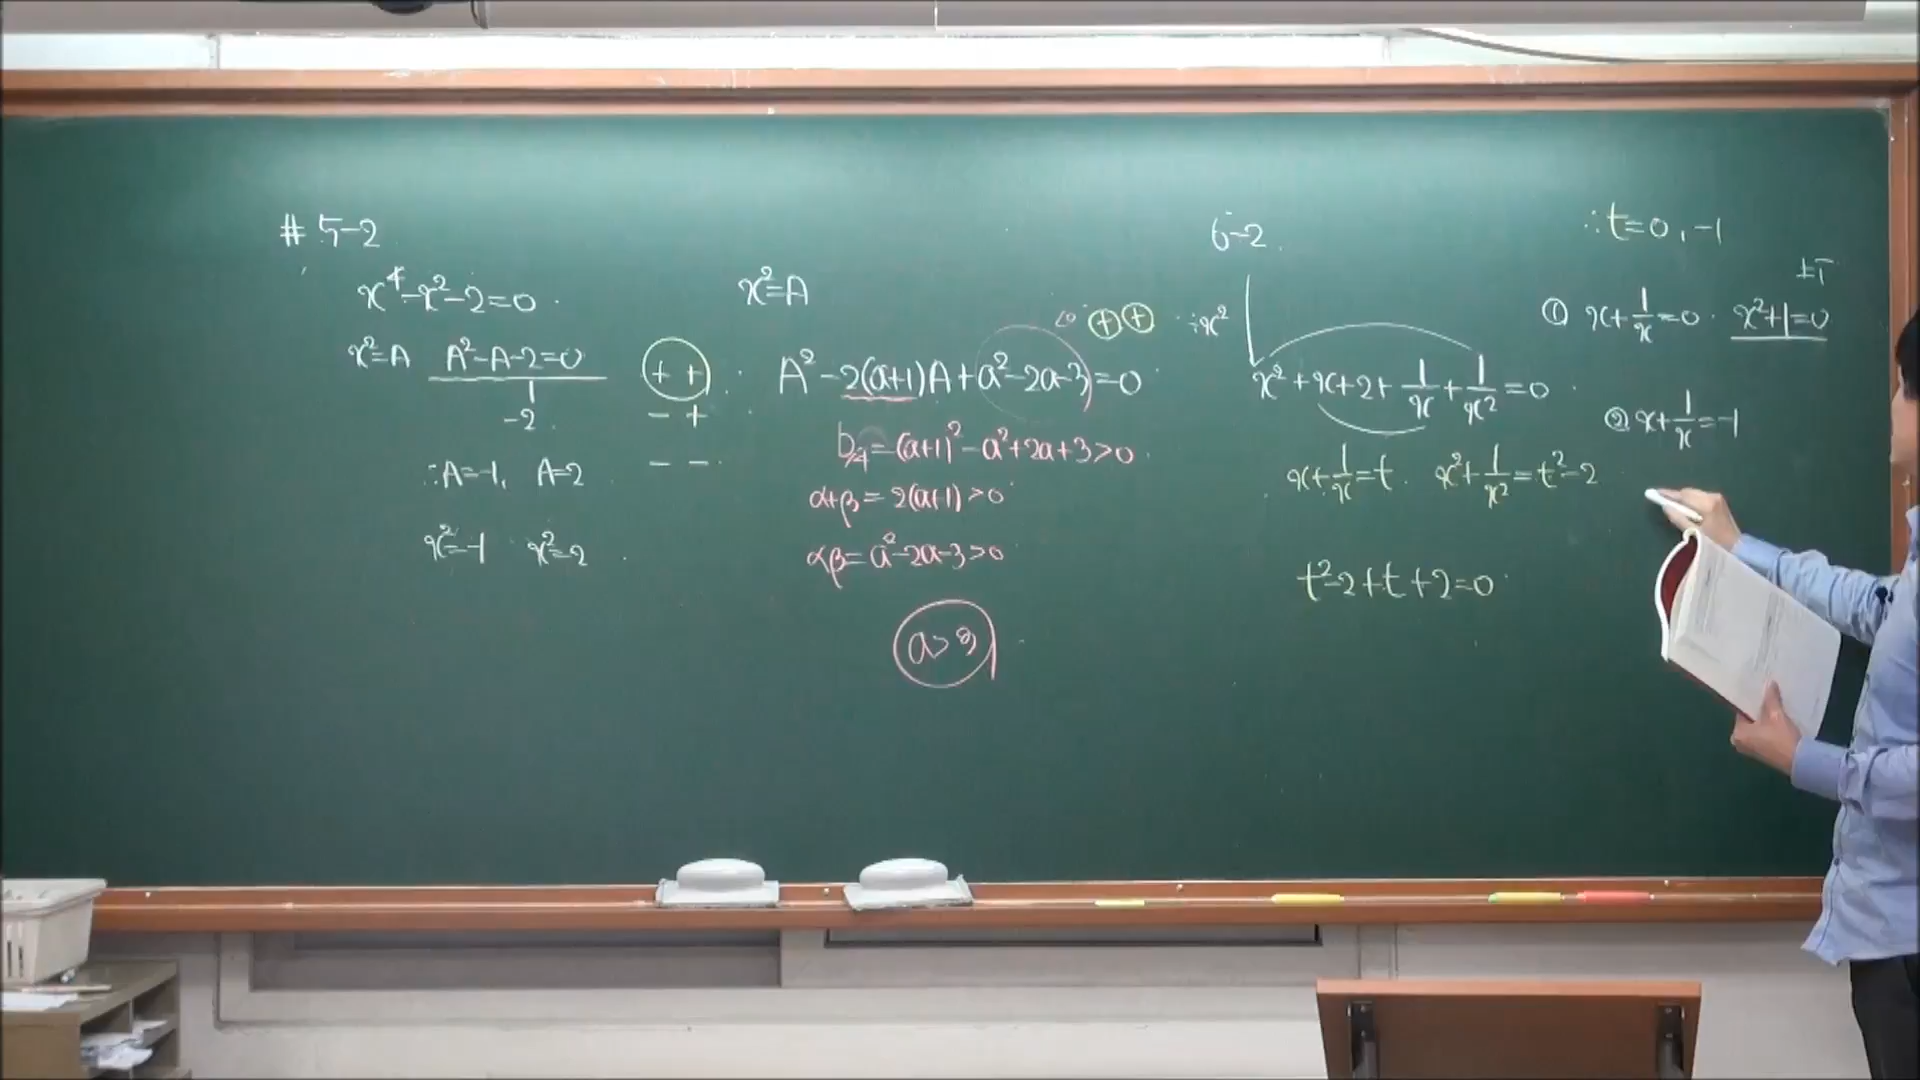 # 5-2
x⁴-x²-2=0
x²=A A²-A-2=0
1
-2
∴A=-1, A=2
x²=-1 x²=2
+ +
- +
- -
x²=A
<0 ⊕⊕
A²-2(a+1)A+a²-2a-3=0
D/4=(a+1)²-a²+2a+3>0
α+β=2(a+1)>0
αβ=a²-2a-3>0
a>3
6-2
÷x²
x²+x+2+1/x+1/x²=0
x+1/x=t x²+1/x²=t²-2
t²-2+t+2=0
∴t=0, -1
① x+1/x=0 x²+1=0
② x+1/x=-1